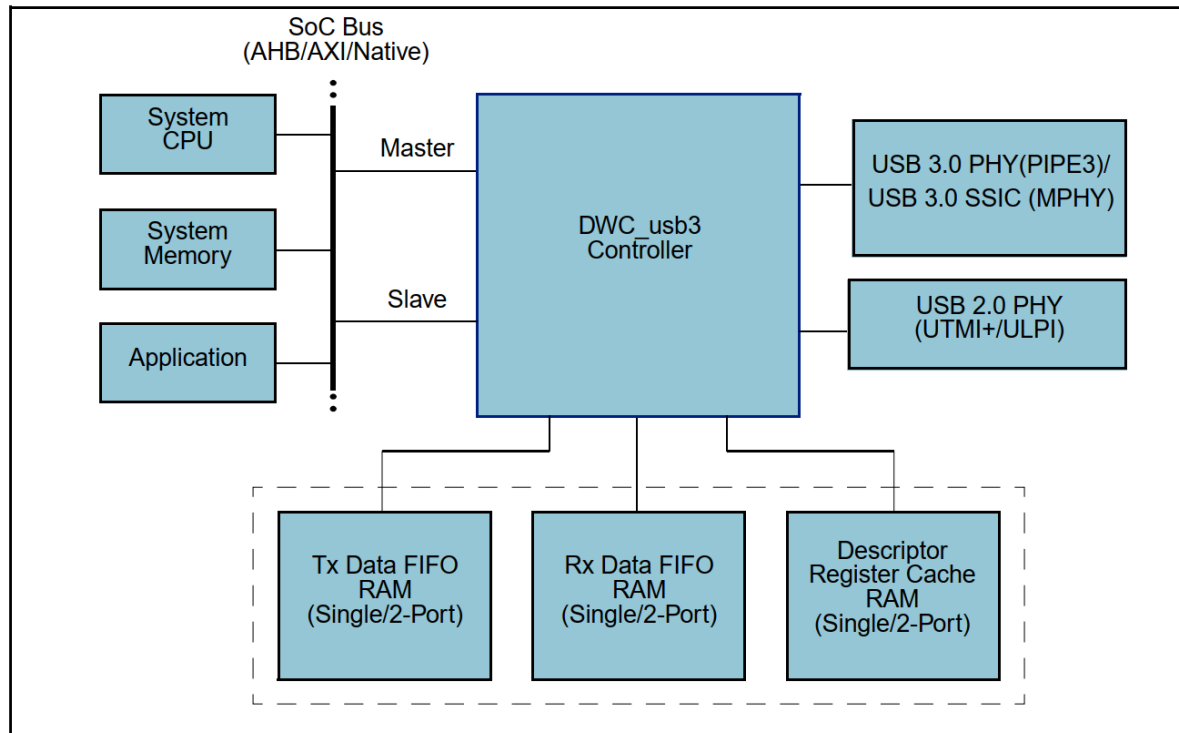 SoC Bus
(AHB/AXI/Native)
System
CPU
System
Memory
Application
Master
Slave
DWC_usb3
Controller
USB 3.0 PHY(PIPE3)/
USB 3.0 SSIC (MPHY)
USB 2.0 PHY
(UTMI+/ULPI)
Tx Data FIFO
RAM
(Single/2-Port)
Rx Data FIFO
RAM
(Single/2-Port)
Descriptor
Register Cache
RAM
(Single/2-Port)